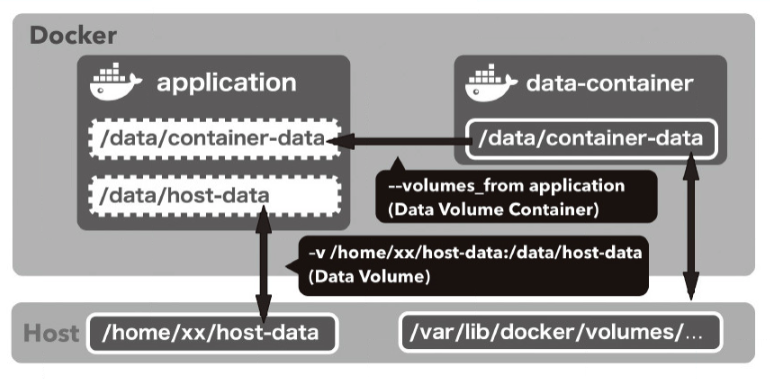 Docker
application
data-container
/data/container-data
/data/container-data
/data/host-data
--volumes_from application
(Data Volume Container)
-v /home/xx/host-data:/data/host-data
(Data Volume)
Host
/home/xx/host-data
/var/lib/docker/volumes/...